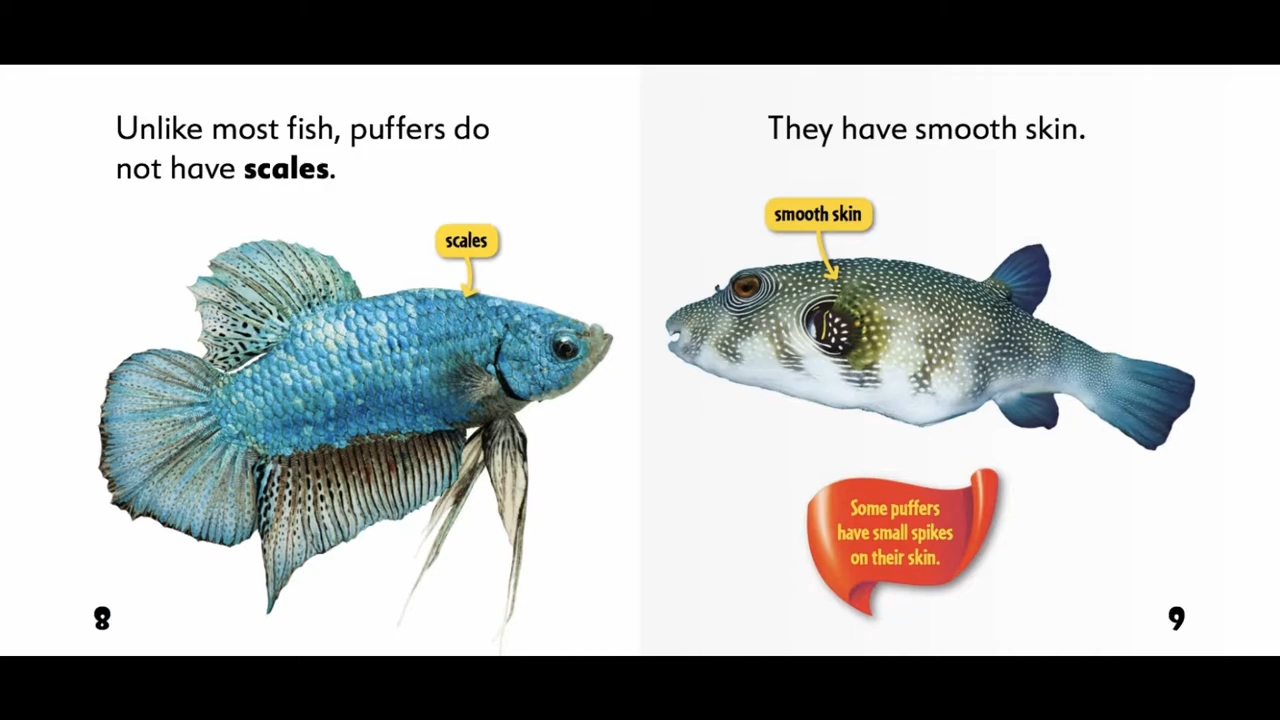 Unlike most fish, puffers do
not have scales.
scales
8
They have smooth skin.
smooth skin
Some puffers
have small spikes
on their skin.
9